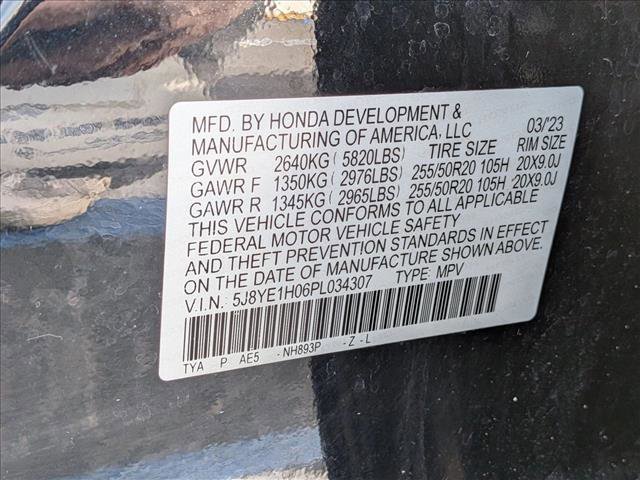 MFD. BY HONDA DEVELOPMENT &
MANUFACTURING OF AMERICA, LLC 03/'23
GVWR 2640KG ( 5820LBS) TIRE SIZE RIM SIZE
GAWR F 1350KG ( 2976LBS) 255/50R20 105H 20X9.0J
GAWR R 1345KG ( 2965LBS) 255/50R20 105H 20X9.0J
THIS VEHICLE CONFORMS TO ALL APPLICABLE
FEDERAL MOTOR VEHICLE SAFETY
AND THEFT PREVENTION STANDARDS IN EFFECT
ON THE DATE OF MANUFACTURE SHOWN ABOVE.
V.I.N: 5J8YE1H06PL034307 TYPE: MPV
TYA P AE5 -NH893P -Z-L